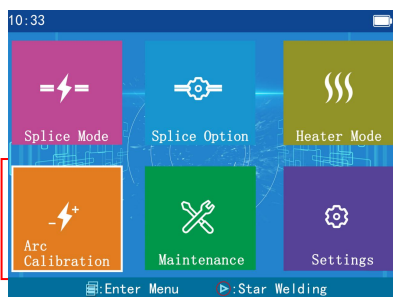 10:33
Splice Mode
Splice Option
Heater Mode
Arc
Calibration
Maintenance
Settings
:Enter Menu
:Star Welding